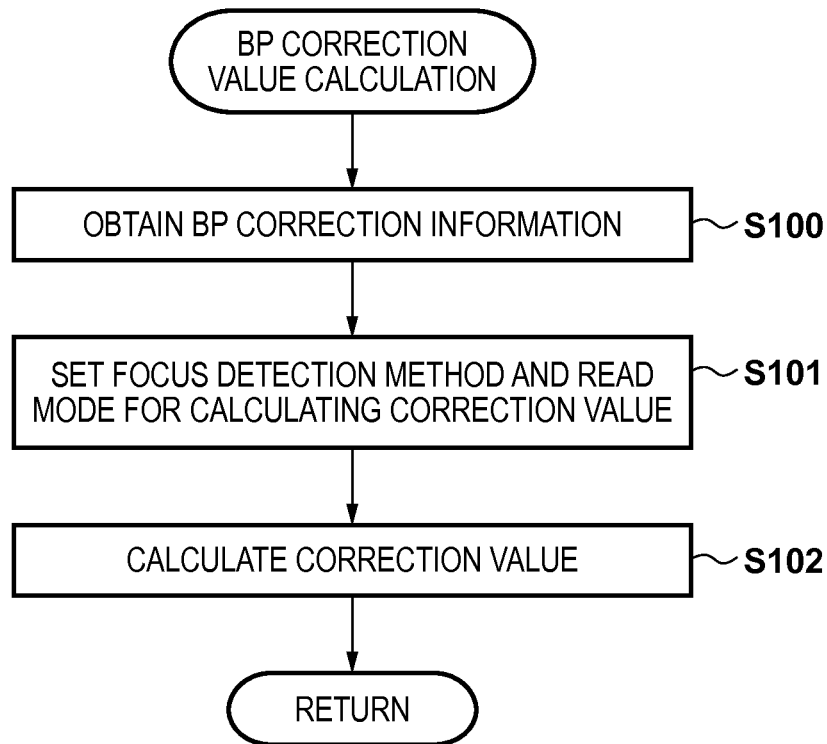 BP CORRECTION
VALUE CALCULATION
OBTAIN BP CORRECTION INFORMATION
S100
SET FOCUS DETECTION METHOD AND READ
MODE FOR CALCULATING CORRECTION VALUE
S101
CALCULATE CORRECTION VALUE
S102
RETURN